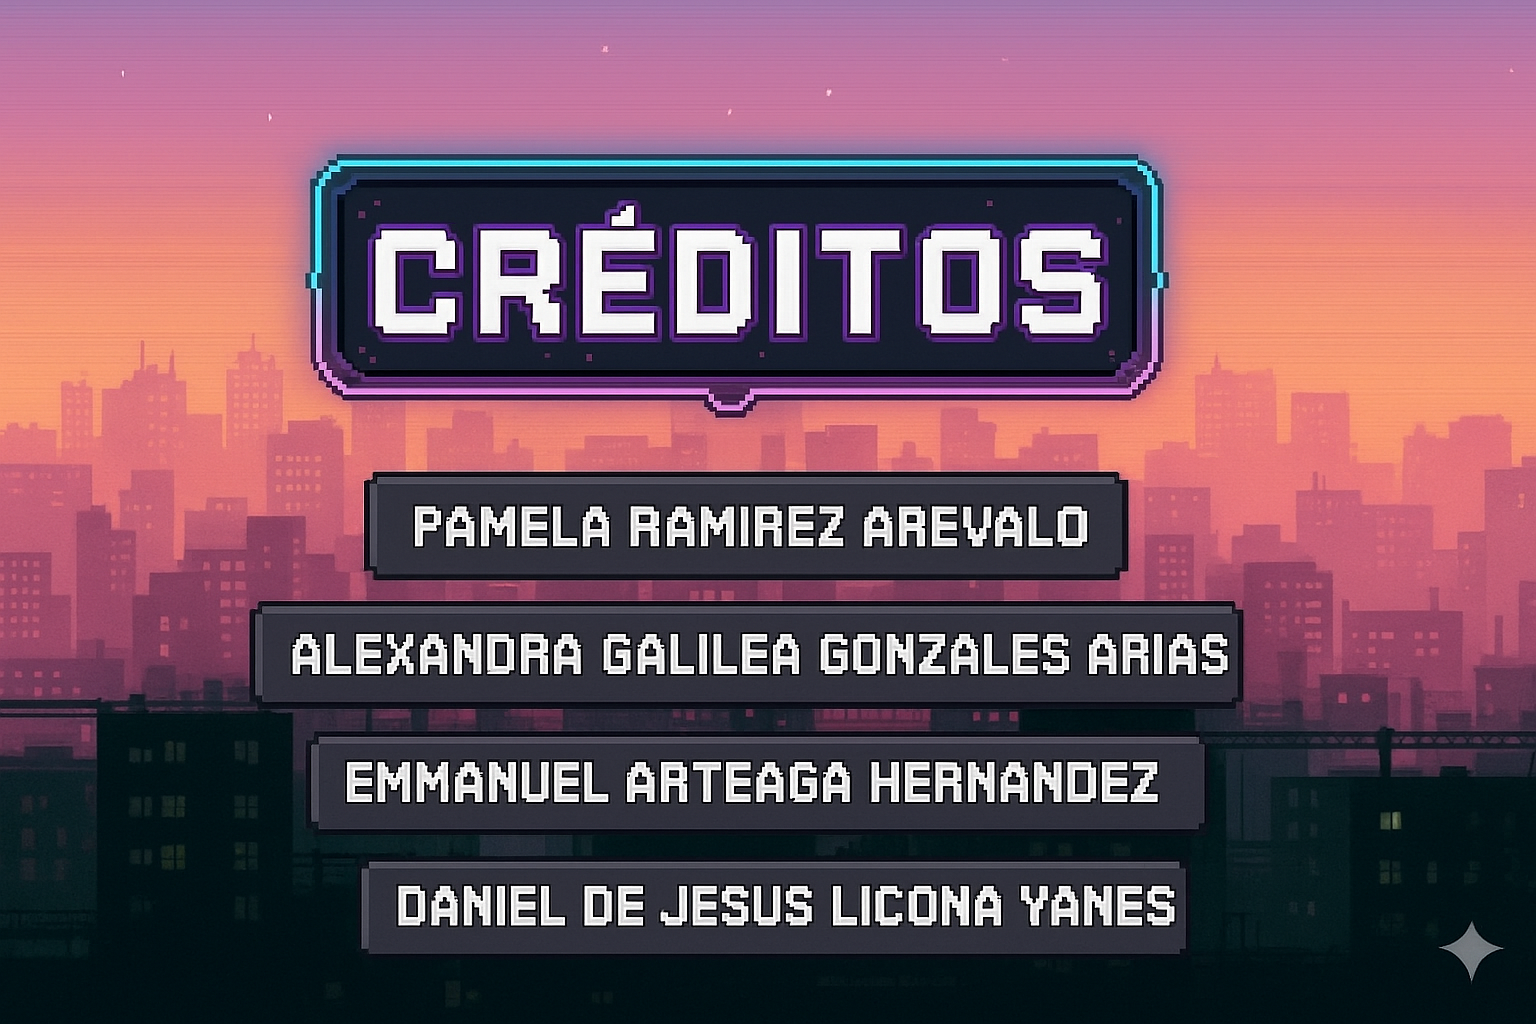 CRÉDITOS
PAMELA RAMIREZ AREVALO
ALEXANDRA GALILEA GONZALES ARIAS
EMMANUEL ARTEAGA HERNANDEZ
DANIEL DE JESUS LICONA YANES